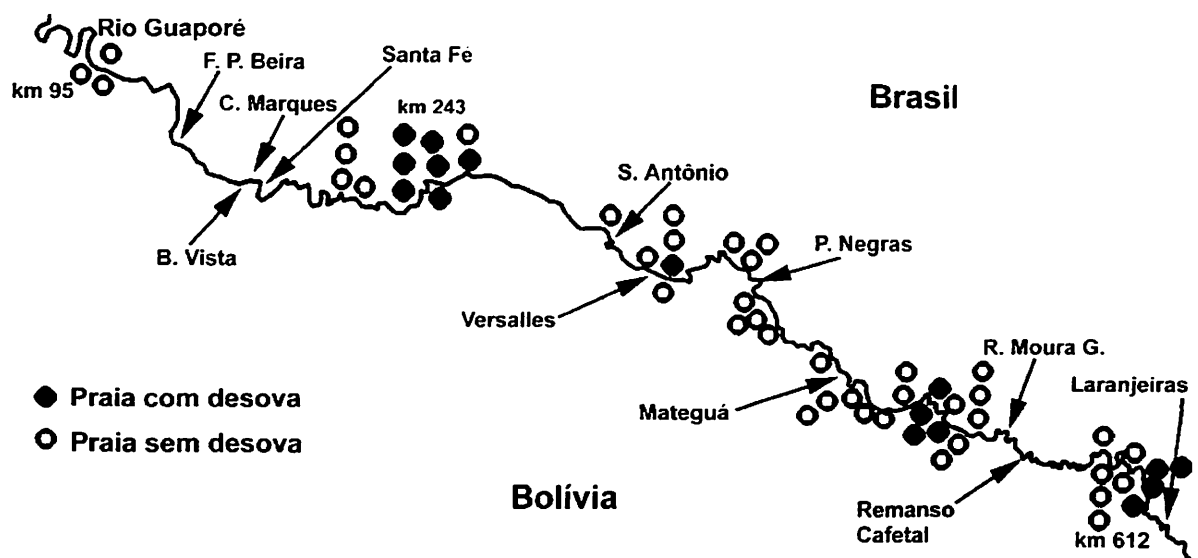 Rio Guaporé
km 95
F. P. Beira
Santa Fé
C. Marques
km 243
Brasil
B. Vista
S. Antônio
P. Negras
Versalles
R. Moura G.
Laranjeiras
Mateguá
Praia com desova
Praia sem desova
Bolívia
Remanso
Cafetal
km 612